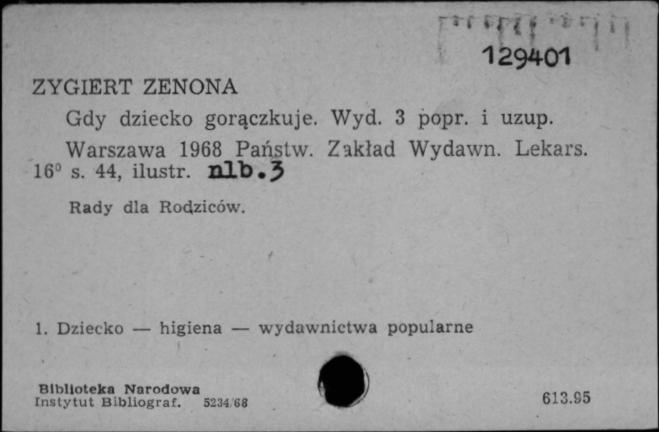 129401
ZYGIERT ZENONA
Gdy dziecko gorączkuje. Wyd. 3 popr. i uzup.
Warszawa 1968 Państw. Zakład Wydawn. Lekars.
16° s. 44, ilustr. nlb.3
Rady dla Rodziców.
1. Dziecko — higiena — wydawnictwa popularne
Biblioteka Narodowa
Instytut Bibliograf. 5234/68
613.95